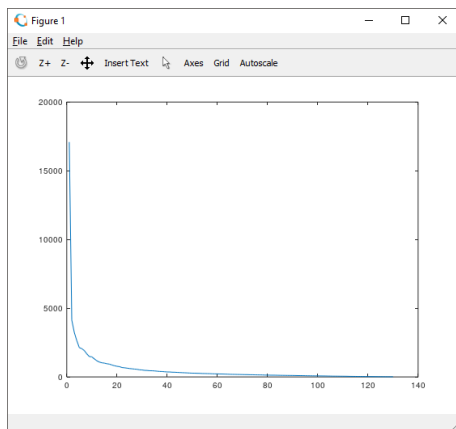 Figure 1
File Edit Help
Z+ Z- Insert Text Axes Grid Autoscale
20000
15000
10000
5000
0
0 20 40 60 80 100 120 140